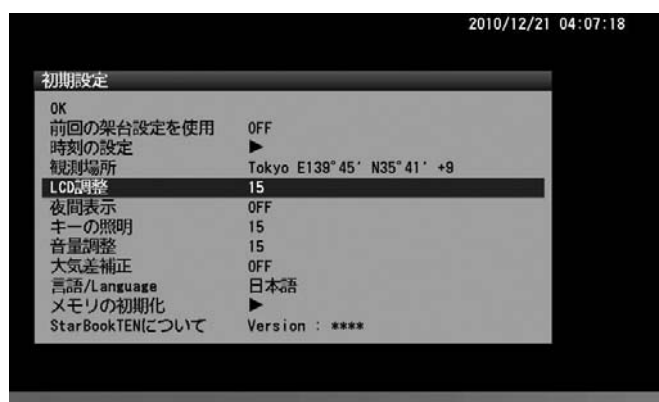 2010/12/21 04:07:18
初期設定
OK
前回の架台設定を使用 OFF
時刻の設定 ▶
観測場所 Tokyo E139°45′ N35°41′ +9
LCD調整 15
夜間表示 OFF
キーの照明 15
音量調整 15
大気差補正 OFF
言語/Language 日本語
メモリの初期化 ▶
StarBookTENについて Version : ****